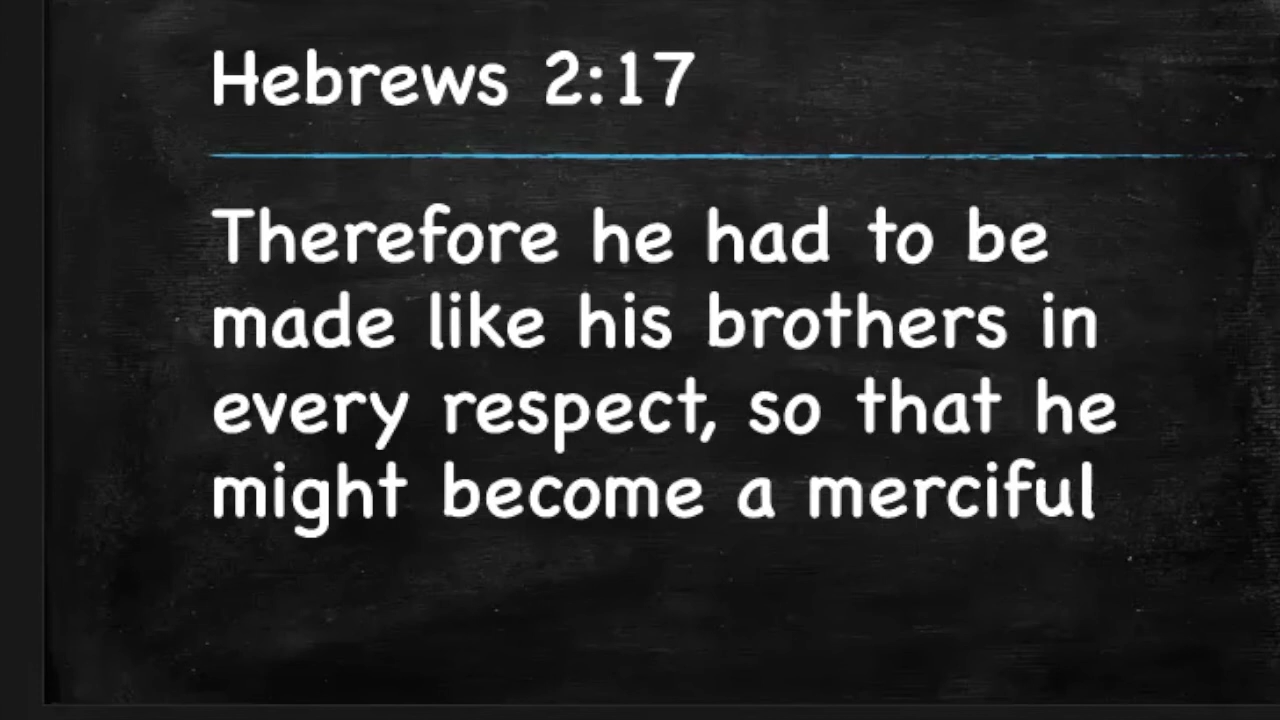 Hebrews 2:17
Therefore he had to be
made like his brothers in
every respect, so that he
might become a merciful